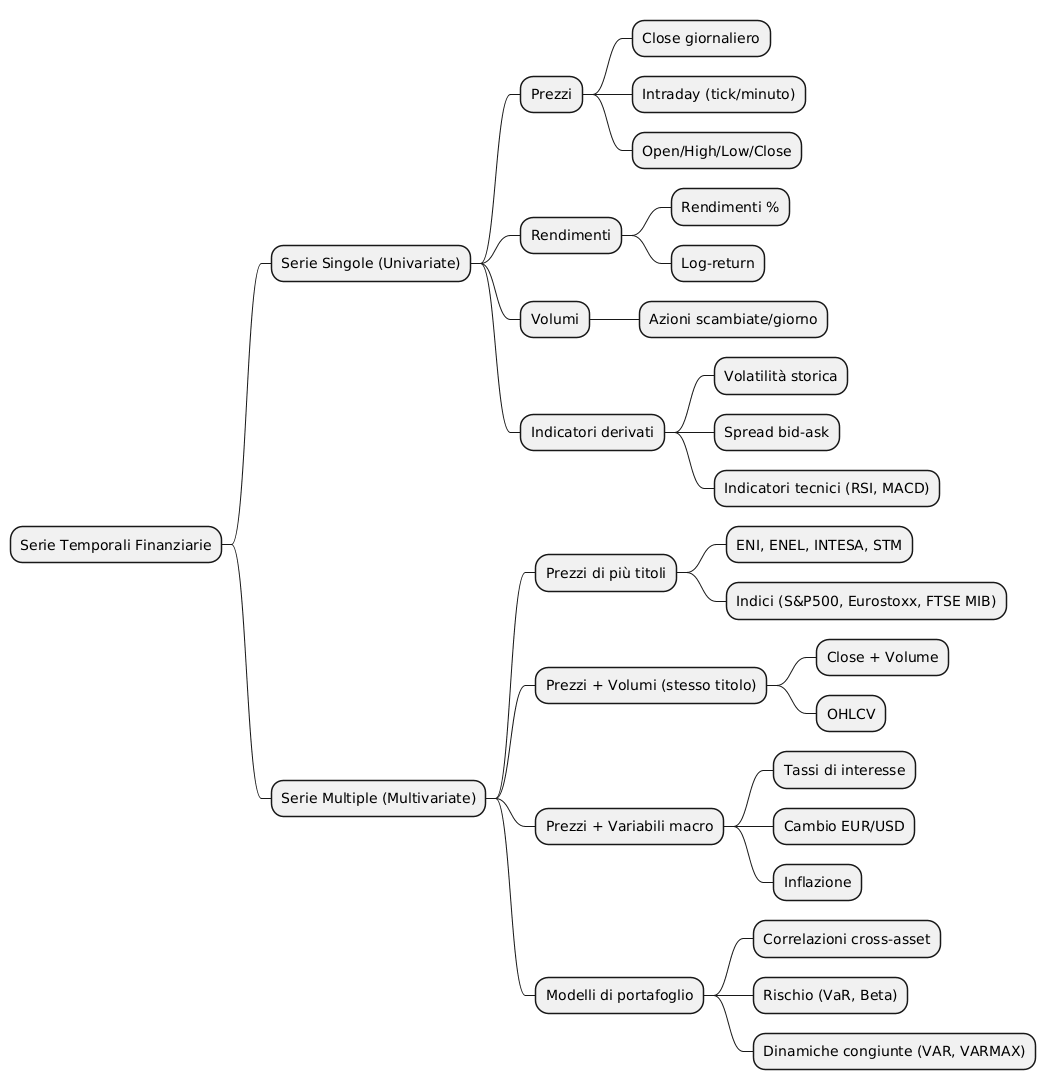 Serie Temporali Finanziarie
Serie Singole (Univariate)
Prezzi
Close giornaliero
Intraday (tick/minuto)
Open/High/Low/Close
Rendimenti
Rendimenti %
Log-return
Volumi
Azioni scambiate/giorno
Indicatori derivati
Volatilità storica
Spread bid-ask
Indicatori tecnici (RSI, MACD)
Serie Multiple (Multivariate)
Prezzi di più titoli
ENI, ENEL, INTESA, STM
Indici (S&P500, Eurostoxx, FTSE MIB)
Prezzi + Volumi (stesso titolo)
Close + Volume
OHLCV
Prezzi + Variabili macro
Tassi di interesse
Cambio EUR/USD
Inflazione
Modelli di portafoglio
Correlazioni cross-asset
Rischio (VaR, Beta)
Dinamiche congiunte (VAR, VARMAX)